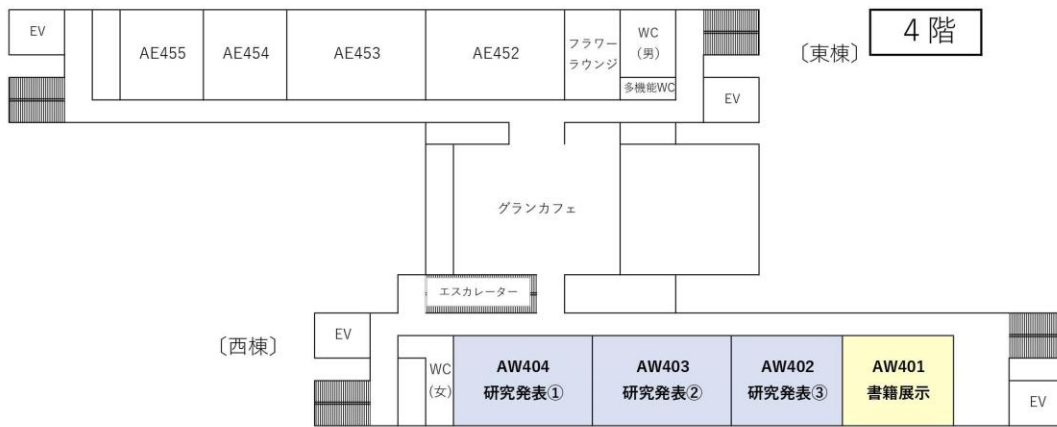 ４階
〔東棟〕
EV
AE455
AE454
AE453
AE452
フラワー
ラウンジ
WC
(男)
多機能WC
EV
グランカフェ
エスカレーター
〔西棟〕
EV
WC
(女)
AW404
研究発表①
AW403
研究発表②
AW402
研究発表③
AW401
書籍展示
EV